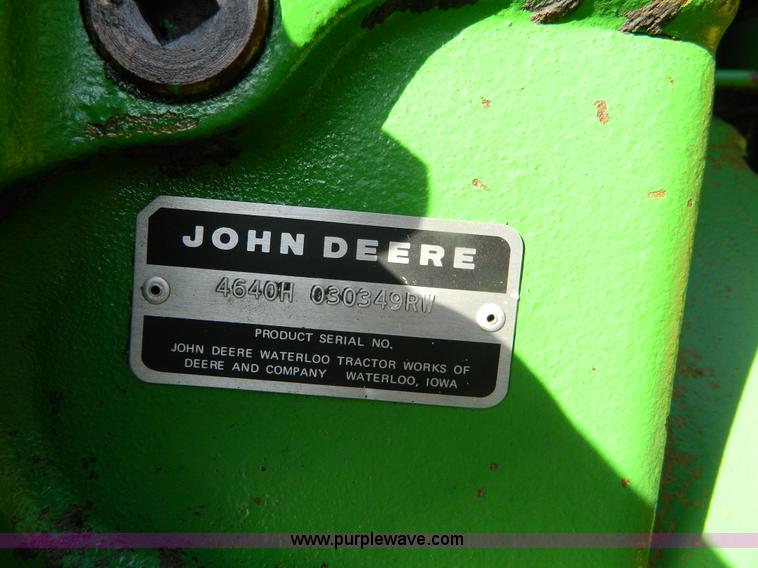 JOHN DEERE
4640H 030349RW
PRODUCT SERIAL NO.
JOHN DEERE WATERLOO TRACTOR WORKS OF
DEERE AND COMPANY WATERLOO, IOWA
www.purplewave.com